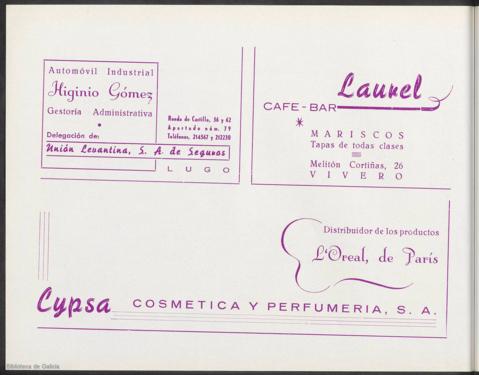 Automóvil Industrial
Higinio Gómez
Gestoría Administrativa
Delegación de:
Unión Levantina, S. A. de Seguros
Ronda de Castilla, 36 y 62
Apartado núm. 79
Teléfonos, 214567 y 212230
LUGO
Laurel
CAFE-BAR
MARISCOS
Tapas de todas clases
Melitón Cortiñas, 26
VIVERO
Distribuidor de los productos
L'Oreal, de París
Cypsa COSMETICA Y PERFUMERIA, S. A.
Biblioteca de Galicia